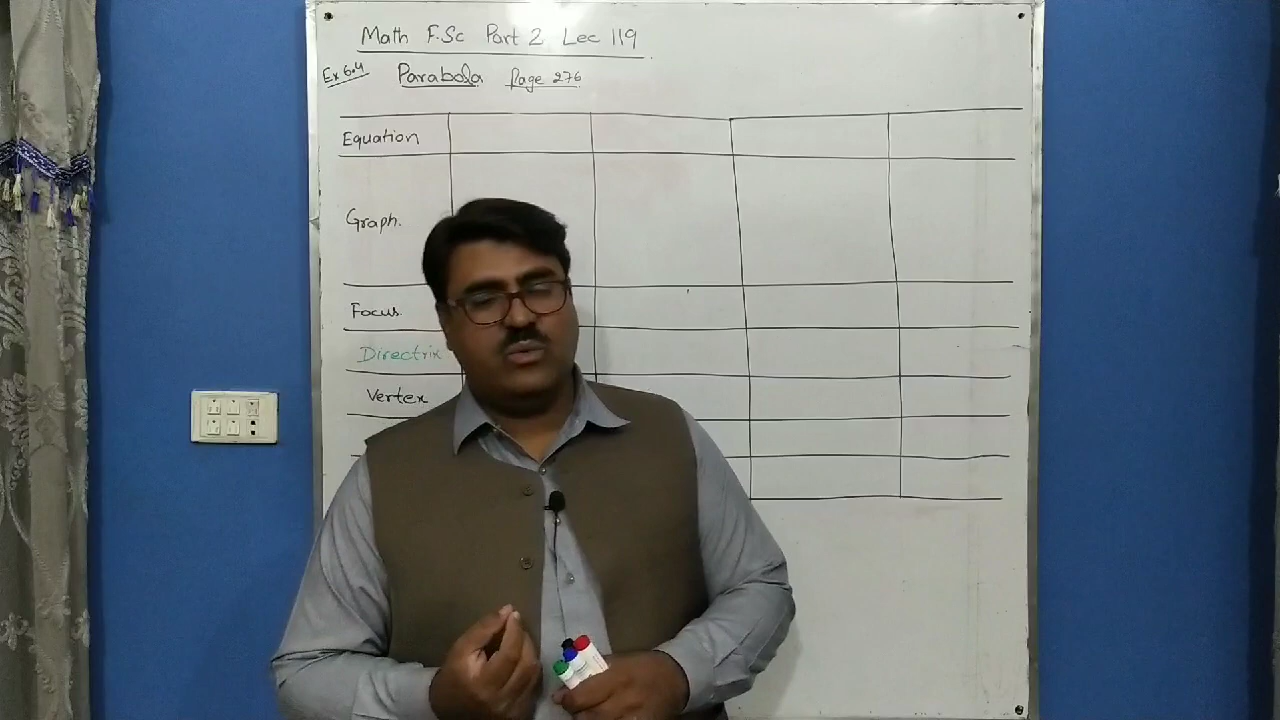 Math F.Sc Part 2 Lec 119
Ex 6.4 Parabola Page 276
Equation
Graph.
Focus.
Directrix
Vertex